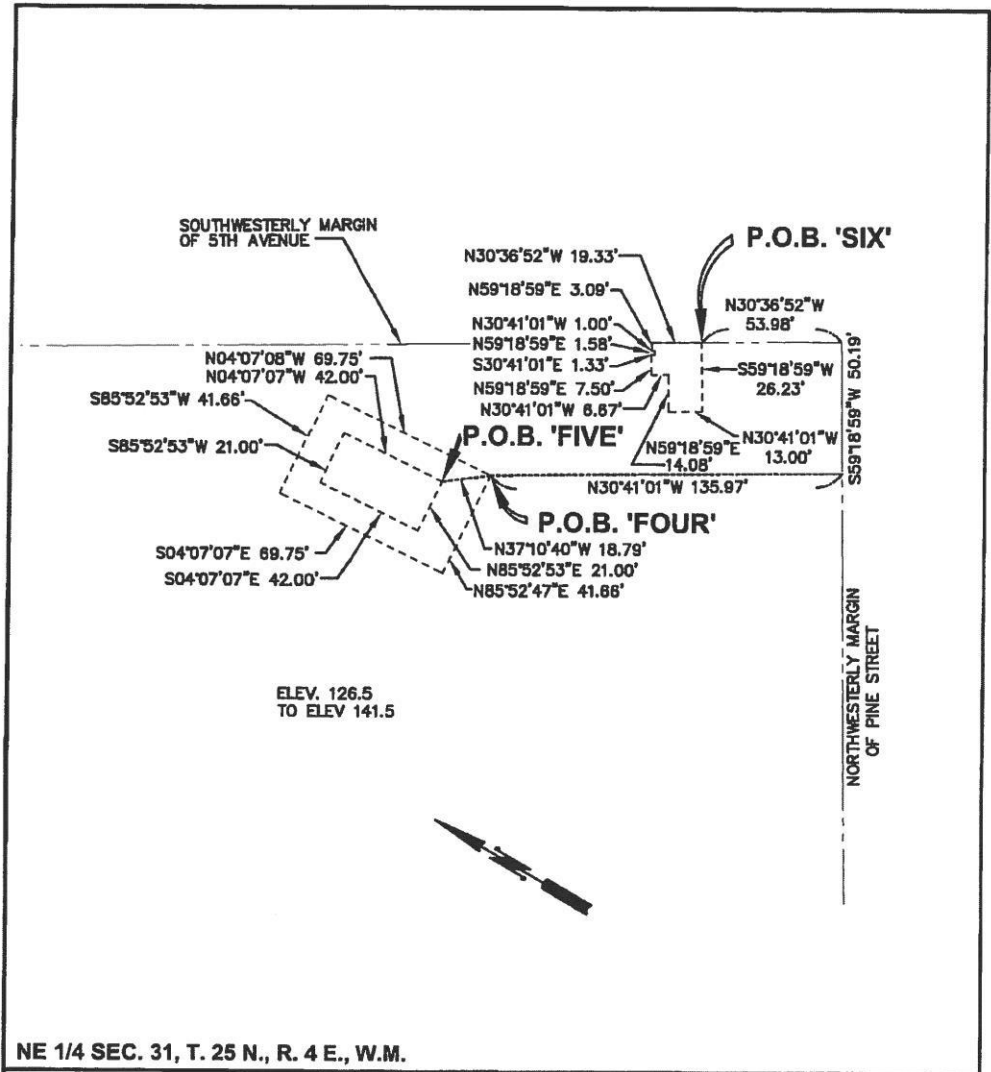 SOUTHWESTERLY MARGIN
OF 5TH AVENUE
P.O.B. 'SIX'
N30°36'52"W 19.33'
N59°18'59"E 3.09'
N30°36'52"W
53.98'
N30°41'01"W 1.00'
N59°18'59"E 1.58'
S30°41'01"E 1.33'
N59°18'59"E 7.50'
N30°41'01"W 6.67'
S59°18'59"W
26.23'
S59°18'59"W 50.19'
N04°07'08"W 69.75'
N04°07'07"W 42.00'
S85°52'53"W 41.66'
S85°52'53"W 21.00'
P.O.B. 'FIVE'
N59°18'59"E
14.08'
N30°41'01"W
13.00'
N30°41'01"W 135.97'
P.O.B. 'FOUR'
N37°10'40"W 18.79'
S04°07'07"E 69.75'
S04°07'07"E 42.00'
N85°52'53"E 21.00'
N85°52'47"E 41.66'
NORTHWESTERLY MARGIN
OF PINE STREET
ELEV. 126.5
TO ELEV 141.5
NE 1/4 SEC. 31, T. 25 N., R. 4 E., W.M.